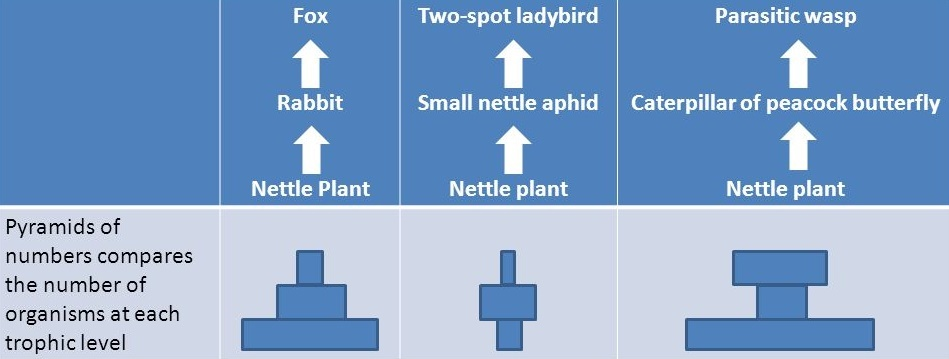 Fox
Two-spot ladybird
Parasitic wasp
Rabbit
Small nettle aphid
Caterpillar of peacock butterfly
Nettle Plant
Nettle plant
Nettle plant
Pyramids of
numbers compares
the number of
organisms at each
trophic level